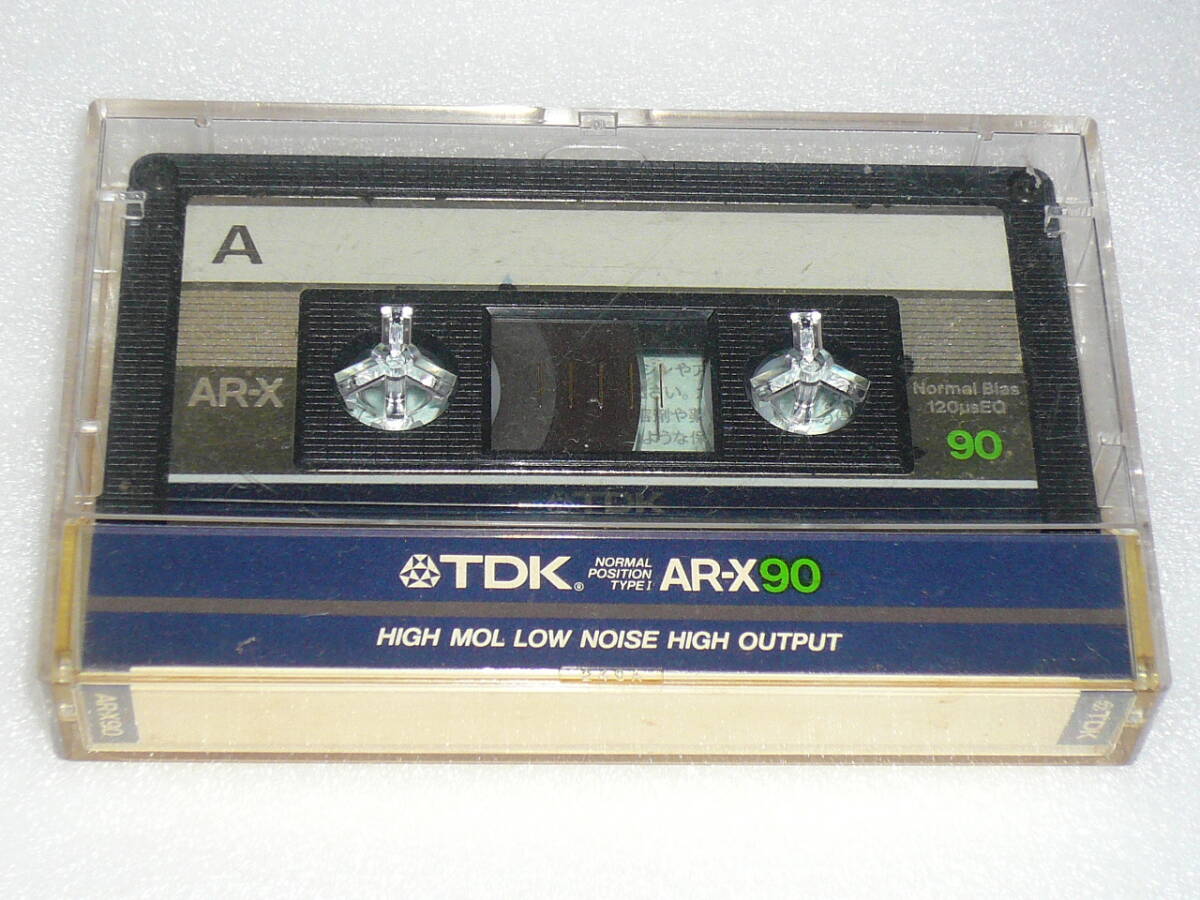 A
AR-X
Normal Bias
120μsEQ
90
TDK
TDK®
NORMAL
POSITION
TYPE I
AR-X90
HIGH MOL LOW NOISE HIGH OUTPUT
AR-X90
TDK